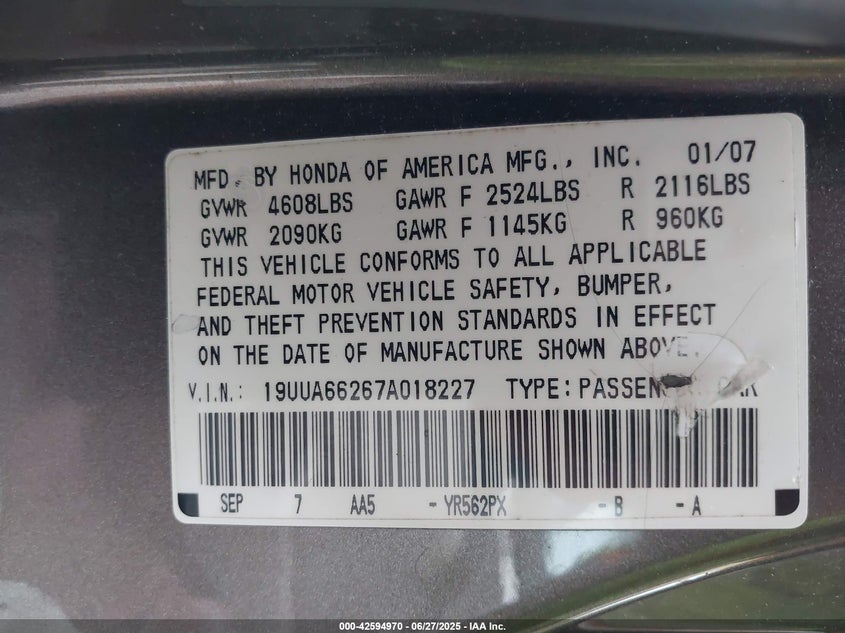 MFD. BY HONDA OF AMERICA MFG., INC. 01/07
GVWR 4608LBS GAWR F 2524LBS R 2116LBS
GVWR 2090KG GAWR F 1145KG R 960KG
THIS VEHICLE CONFORMS TO ALL APPLICABLE
FEDERAL MOTOR VEHICLE SAFETY, BUMPER,
AND THEFT PREVENTION STANDARDS IN EFFECT
ON THE DATE OF MANUFACTURE SHOWN ABOVE.
V.I.N.: 19UUA66267A018227 TYPE: CAR
SEP 7 AA5 - YR562PX - B - A
000-42594970 | 06/27/2025 - IAA Inc.